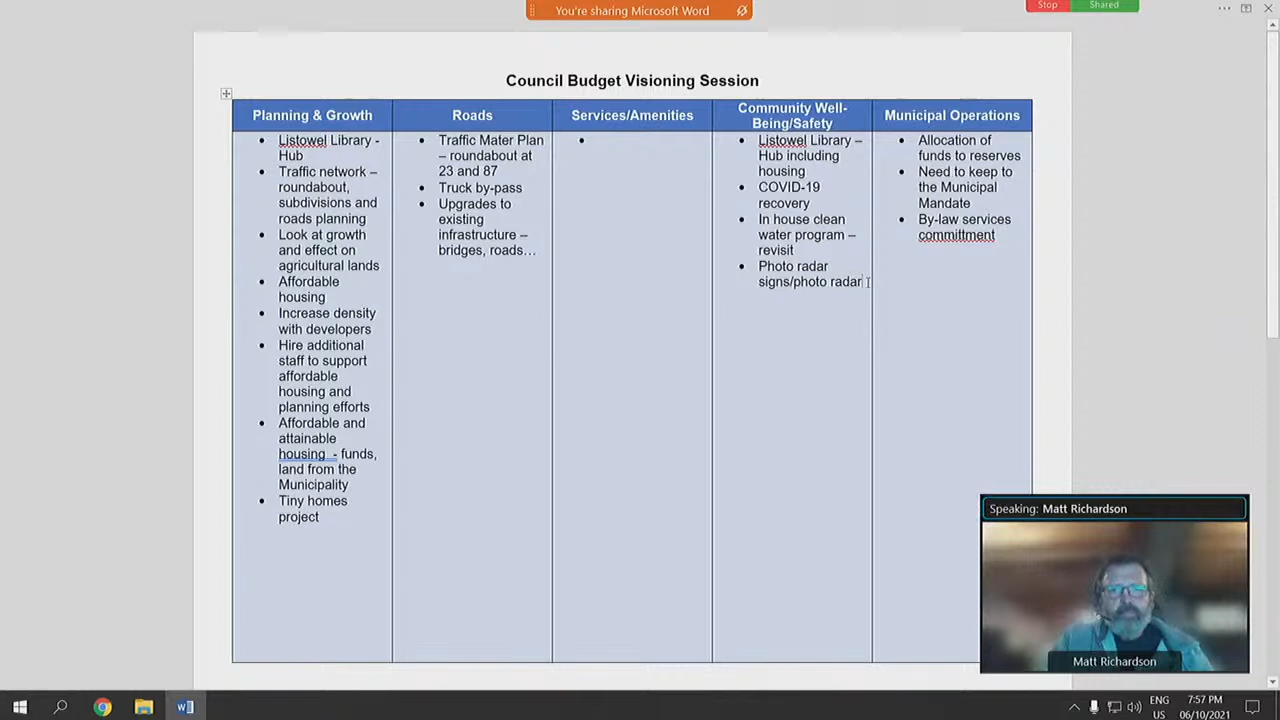 You're sharing Microsoft Word
Stop
Shared
Council Budget Visioning Session
Planning & Growth
Listowel Library -
Hub
Traffic network –
roundabout,
subdivisions and
roads planning
Look at growth
and effect on
agricultural lands
Affordable
housing
Increase density
with developers
Hire additional
staff to support
affordable
housing and
planning efforts
Affordable and
attainable
housing - funds,
land from the
Municipality
Tiny homes
project
Roads
Traffic Mater Plan
– roundabout at
23 and 87
Truck by-pass
Upgrades to
existing
infrastructure –
bridges, roads…
Services/Amenities
Community Well-
Being/Safety
Listowel Library –
Hub including
housing
COVID-19
recovery
In house clean
water program –
revisit
Photo radar
signs/photo radar
Municipal Operations
Allocation of
funds to reserves
Need to keep to
the Municipal
Mandate
By-law services
committment
Speaking: Matt Richardson
Matt Richardson
ENG
US
7:57 PM
06/10/2021